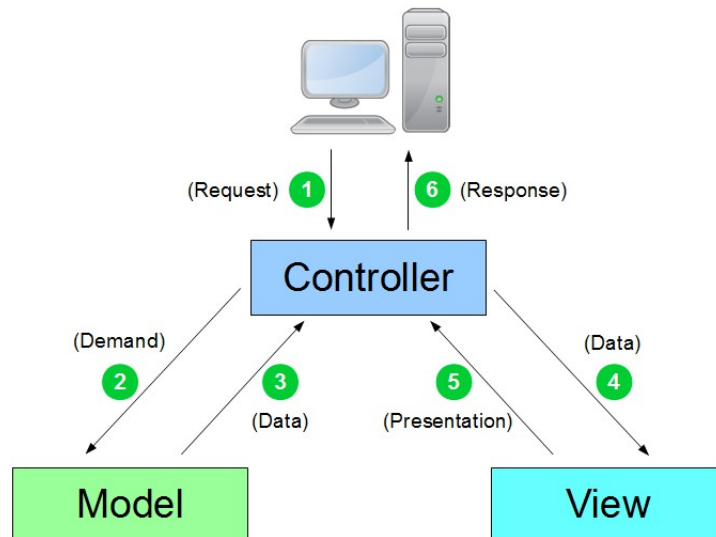 (Request) 1 6 (Response)
Controller
(Demand) (Data)
2 3 5 4
(Data) (Presentation)
Model View